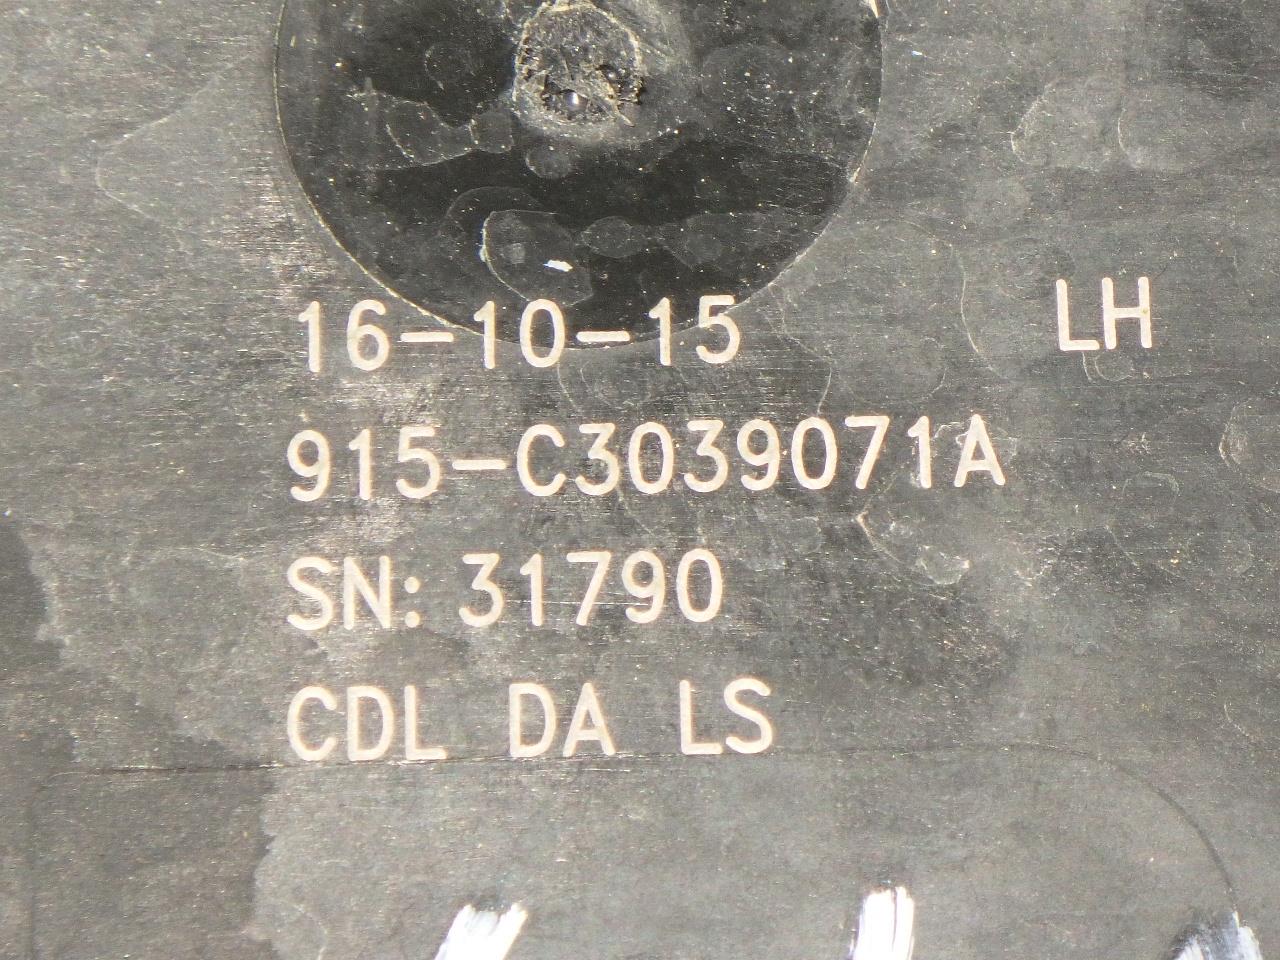 16-10-15 LH
915-C3039071A
SN: 31790
CDL DA LS